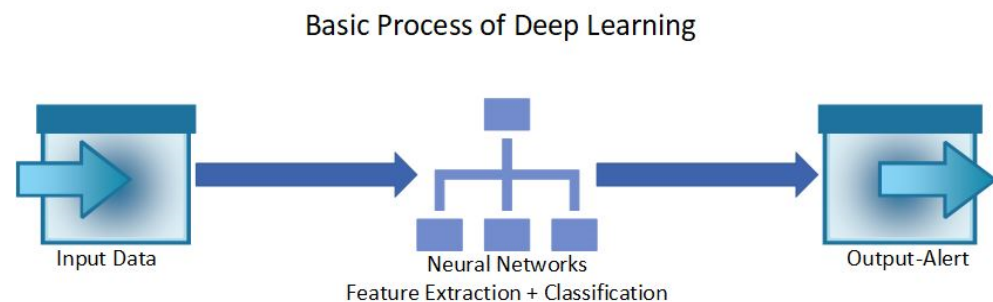 Basic Process of Deep Learning
Input Data
Neural Networks
Feature Extraction + Classification
Output-Alert